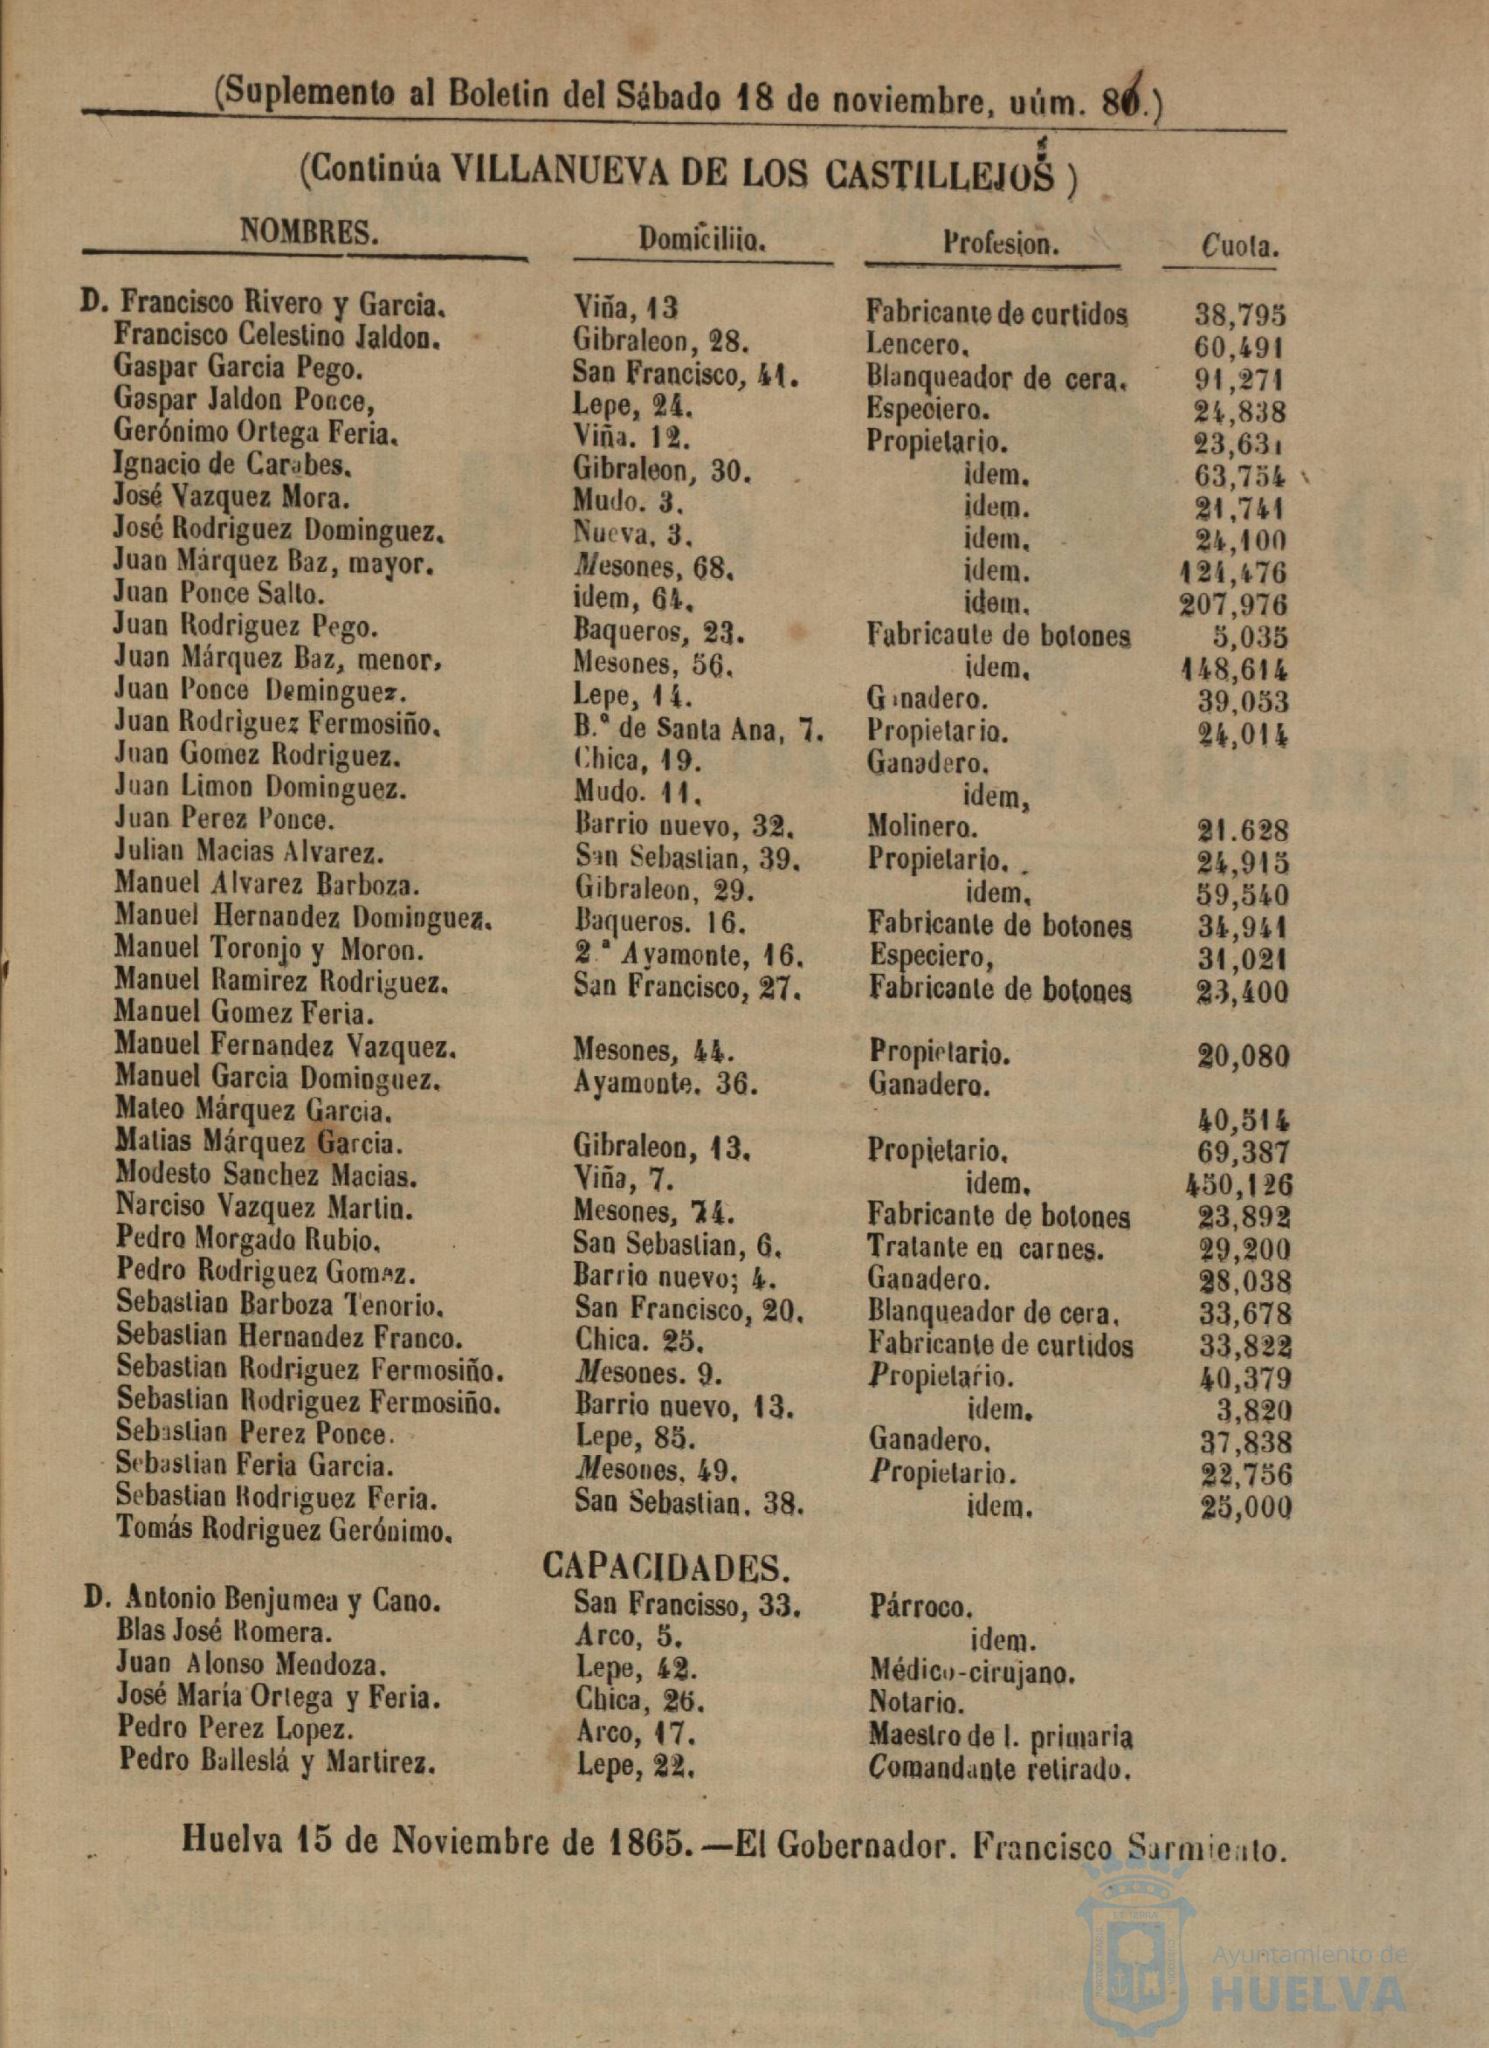 (Suplemento al Boletin del Sábado 18 de noviembre, uúm. 86.)
(Continúa VILLANUEVA DE LOS CASTILLEJOS)
NOMBRES. Domiciliio. Profesion. Cuota.
D. Francisco Rivero y Garcia. Viña, 13 Fabricante de curtidos 38,795
Francisco Celestino Jaldon. Gibraleon, 28. Lencero. 60,491
Gaspar Garcia Pego. San Francisco, 41. Blanqueador de cera. 91,271
Gaspar Jaldon Ponce, Lepe, 24. Especiero. 24,838
Gerónimo Ortega Feria. Viña. 12. Propietario. 23,631
Ignacio de Carabes. Gibraleon, 30. idem. 63,754
José Vazquez Mora. Mudo. 3. idem. 21,741
José Rodriguez Dominguez. Nueva. 3. idem. 24,100
Juan Márquez Baz, mayor. Mesones, 68. idem. 124,476
Juan Ponce Salto. idem, 64. idem. 207,976
Juan Rodriguez Pego. Baqueros, 23. Fabricaute de botones 5,035
Juan Márquez Baz, menor, Mesones, 56. idem. 148,614
Juan Ponce Deminguez. Lepe, 14. Ganadero. 39,053
Juan Rodriguez Fermosiño. B.º de Santa Ana, 7. Propietario. 24,014
Juan Gomez Rodriguez. Chica, 19. Ganadero.
Juan Limon Dominguez. Mudo. 11. idem,
Juan Perez Ponce. Barrio nuevo, 32. Molinero. 21.628
Julian Macias Alvarez. San Sebastian, 39. Propietario. 24,915
Manuel Alvarez Barboza. Gibraleon, 29. idem. 59,540
Manuel Hernandez Dominguez. Baqueros. 16. Fabricante de botones 34,941
Manuel Toronjo y Moron. 2.ª Ayamonte, 16. Especiero, 31,021
Manuel Ramirez Rodriguez. San Francisco, 27. Fabricante de botones 23,400
Manuel Gomez Feria.
Manuel Fernandez Vazquez. Mesones, 44. Propietario. 20,080
Manuel Garcia Dominguez. Ayamonte. 36. Ganadero.
Mateo Márquez Garcia. 40,514
Matias Márquez Garcia. Gibraleon, 13. Propietario. 69,387
Modesto Sanchez Macias. Viña, 7. idem. 450,126
Narciso Vazquez Martin. Mesones, 74. Fabricante de botones 23,892
Pedro Morgado Rubio. San Sebastian, 6. Tratante en carnes. 29,200
Pedro Rodriguez Gomez. Barrio nuevo; 4. Ganadero. 28,038
Sebastian Barboza Tenorio. San Francisco, 20. Blanqueador de cera. 33,678
Sebastian Hernandez Franco. Chica. 25. Fabricante de curtidos 33,822
Sebastian Rodriguez Fermosiño. Mesones. 9. Propietario. 40,379
Sebastian Rodriguez Fermosiño. Barrio nuevo, 13. idem. 3,820
Sebastian Perez Ponce. Lepe, 85. Ganadero. 37,838
Sebastian Feria Garcia. Mesones. 49. Propietario. 22,756
Sebastian Rodriguez Feria. San Sebastian. 38. idem. 25,000
Tomás Rodriguez Gerónimo.
CAPACIDADES.
D. Antonio Benjumea y Cano. San Francisso, 33. Párroco.
Blas José Romera. Arco, 5. idem.
Juan Alonso Mendoza. Lepe, 42. Médico-cirujano.
José María Ortega y Feria. Chica, 26. Notario.
Pedro Perez Lopez. Arco, 17. Maestro de I. primaria
Pedro Balleslá y Martirez. Lepe, 22. Comandante retirado.
Huelva 15 de Noviembre de 1865.—El Gobernador. Francisco Sarmiento.
Ayuntamiento de
HUELVA